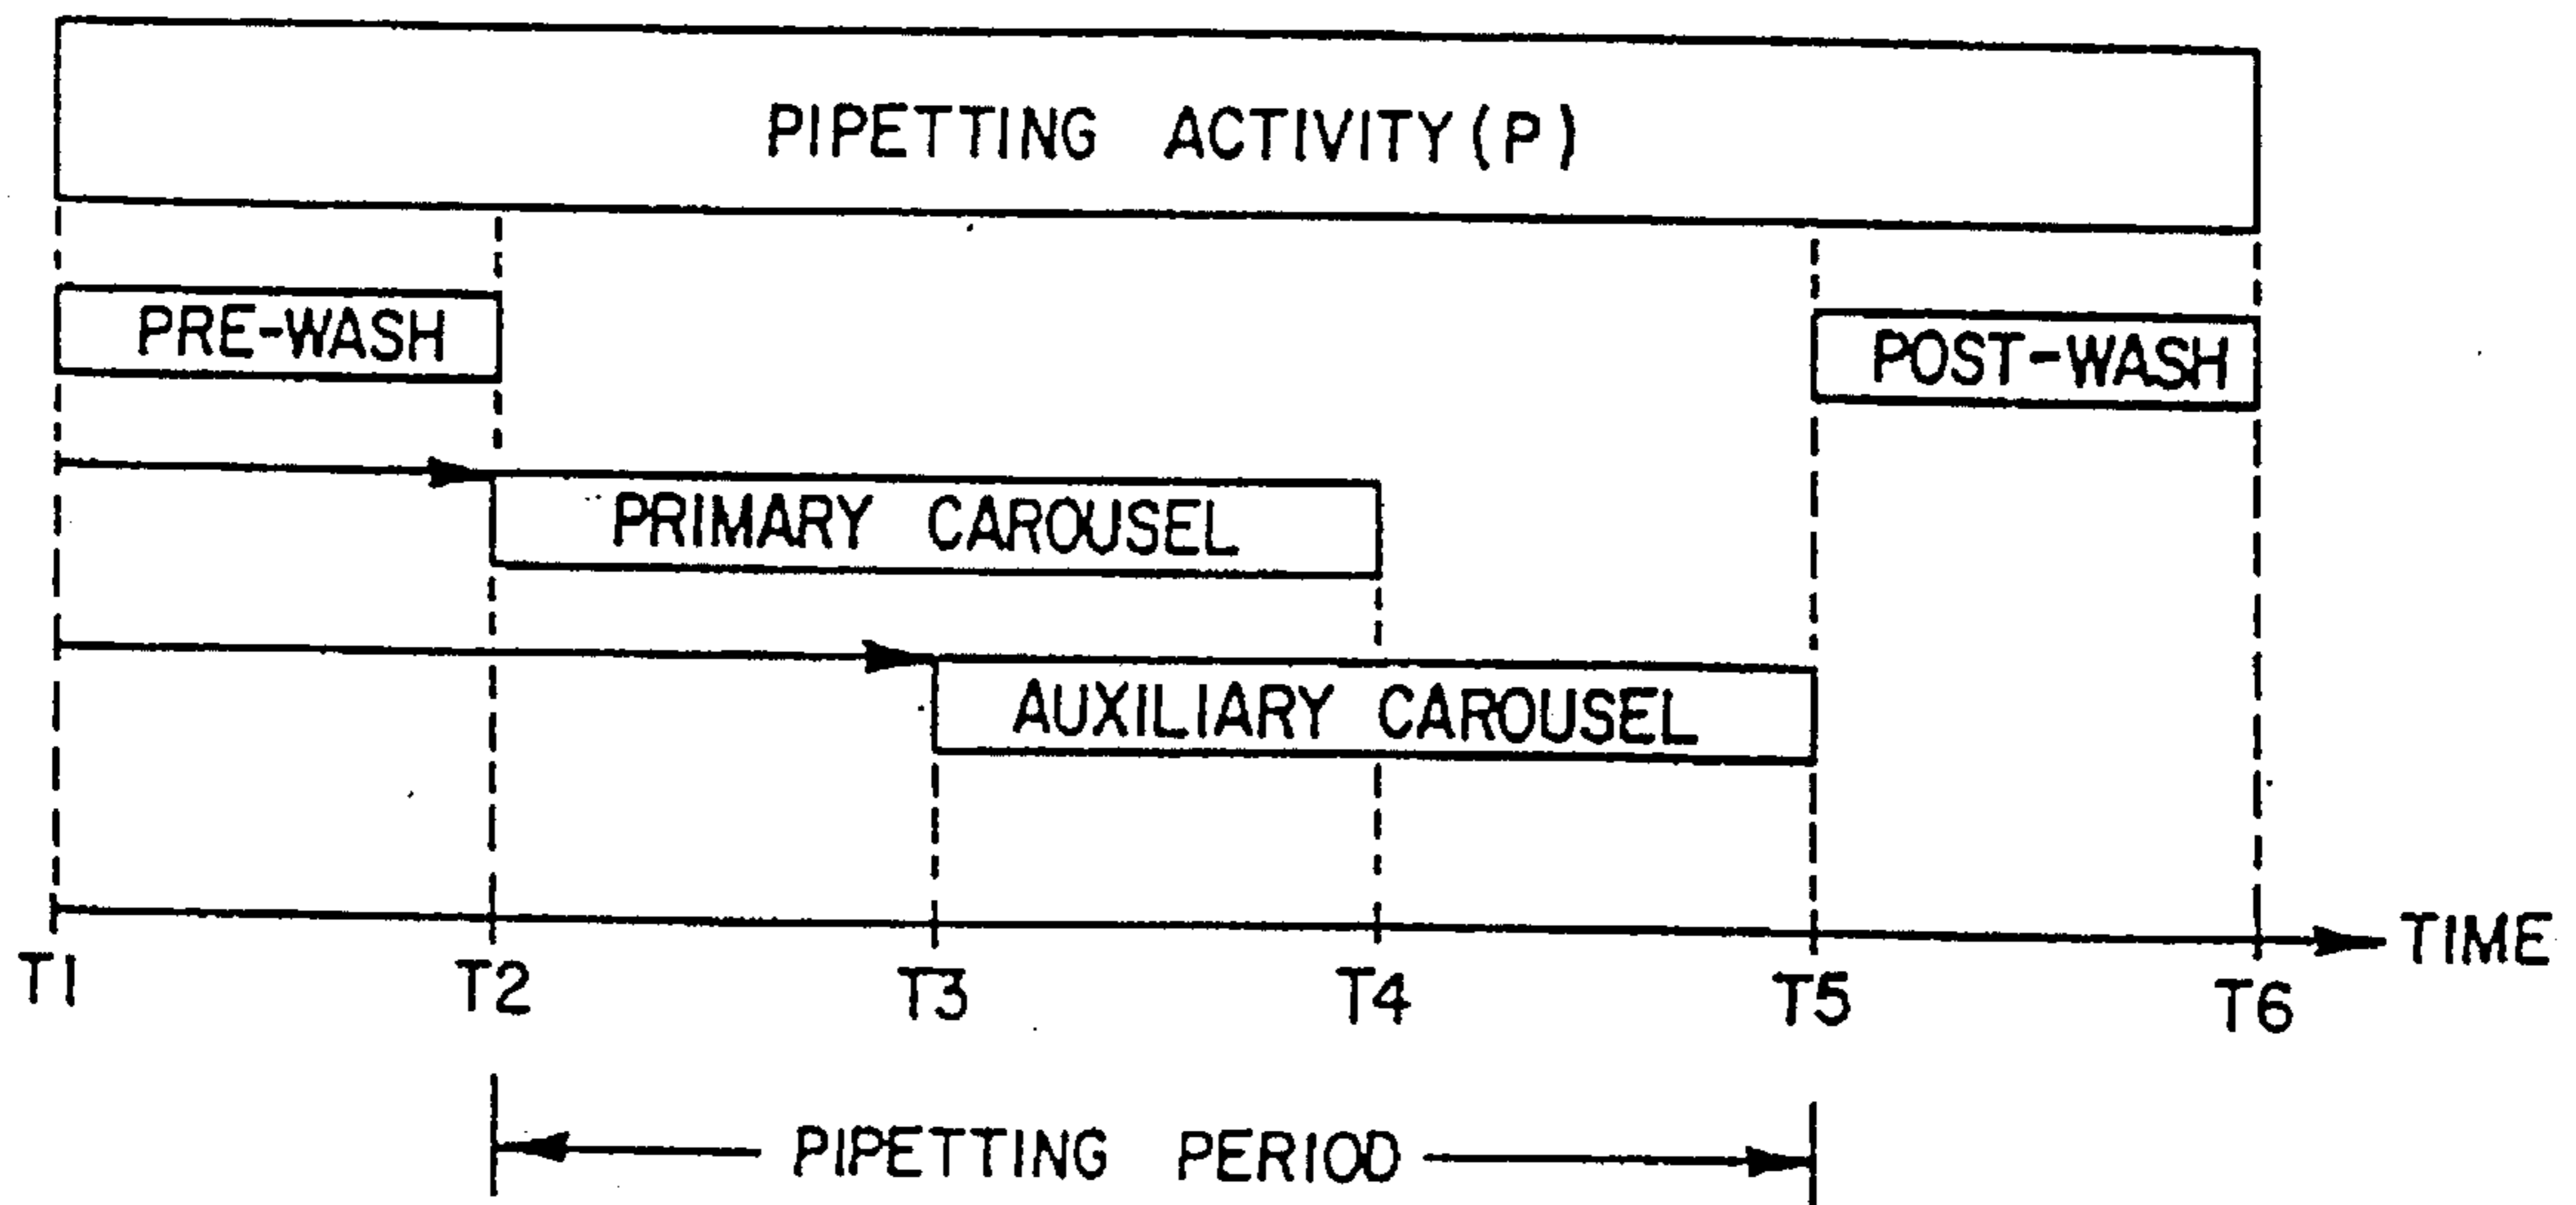 PIPETTING ACTIVITY(P)
PRE-WASH
POST-WASH
PRIMARY CAROUSEL
AUXILIARY CAROUSEL
TIME
T1 T2 T3 T4 T5 T6
PIPETTING PERIOD